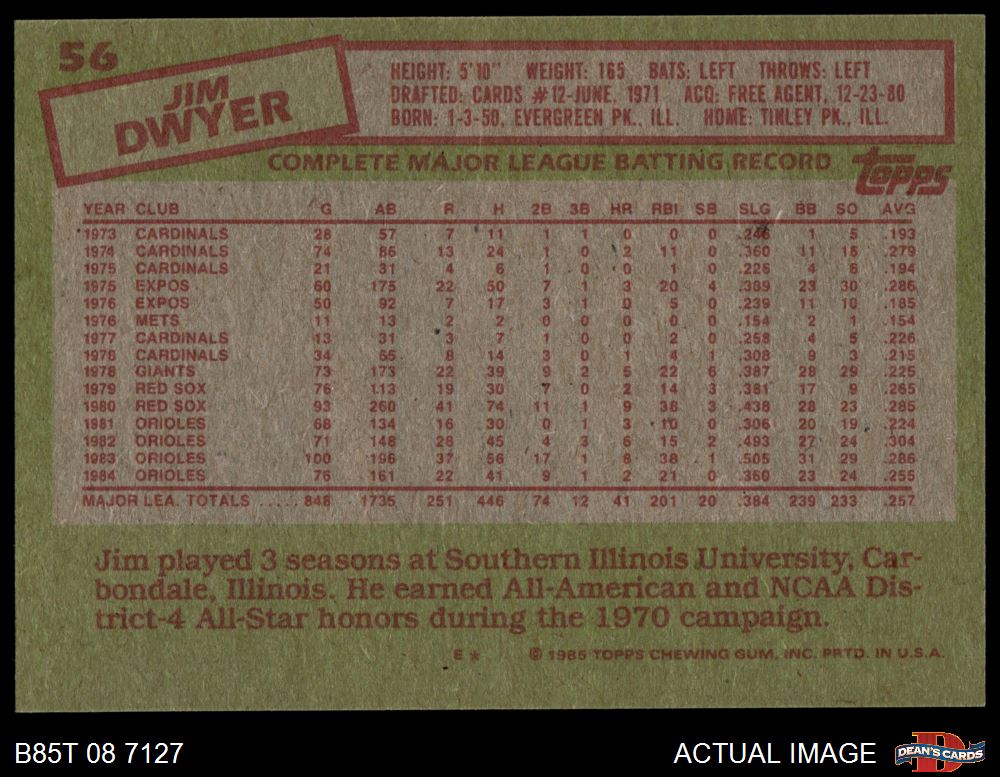 56
JIM
DWYER
HEIGHT: 5'10" WEIGHT: 165 BATS: LEFT THROWS: LEFT
DRAFTED: CARDS #12-JUNE, 1971 ACQ: FREE AGENT, 12-23-80
BORN: 1-3-50, EVERGREEN PK., ILL. HOME: TINLEY PK., ILL.
COMPLETE MAJOR LEAGUE BATTING RECORD
topps
YEAR CLUB G AB R H 2B 3B HR RBI SB SLG BB SO AVG
1973 CARDINALS 28 57 7 11 1 1 0 0 0 .246 1 5 .193
1974 CARDINALS 74 86 13 24 1 0 2 11 0 .360 11 16 .279
1975 CARDINALS 21 31 4 6 1 0 0 1 0 .226 4 6 .194
1975 EXPOS 60 175 22 50 7 1 3 20 4 .389 23 30 .286
1976 EXPOS 50 92 7 17 3 1 0 5 0 .239 11 10 .185
1976 METS 11 13 2 2 0 0 0 0 0 .154 2 1 .154
1977 CARDINALS 13 31 3 7 1 0 0 2 0 .258 4 5 .226
1978 CARDINALS 34 65 8 14 3 0 1 4 1 .308 9 3 .215
1978 GIANTS 73 173 22 39 9 2 5 22 6 .387 28 29 .225
1979 RED SOX 76 113 19 30 7 0 2 14 3 .381 17 9 .265
1980 RED SOX 93 260 41 74 11 1 9 38 3 .438 28 23 .285
1981 ORIOLES 68 134 16 30 0 1 3 10 0 .306 20 19 .224
1982 ORIOLES 71 148 28 45 4 3 6 15 2 .493 27 24 .304
1983 ORIOLES 100 196 37 56 17 1 8 38 1 .505 31 29 .286
1984 ORIOLES 76 161 22 41 9 1 2 21 0 .360 23 24 .255
MAJOR LEA. TOTALS ..... 848 1735 251 446 74 12 41 201 20 .384 239 233 .257
Jim played 3 seasons at Southern Illinois University, Car-
bondale, Illinois. He earned All-American and NCAA Dis-
trict-4 All-Star honors during the 1970 campaign.
E * © 1985 TOPPS CHEWING GUM, INC. PRTD. IN U.S.A.
B85T 08 7127 ACTUAL IMAGE DEAN'S CARDS